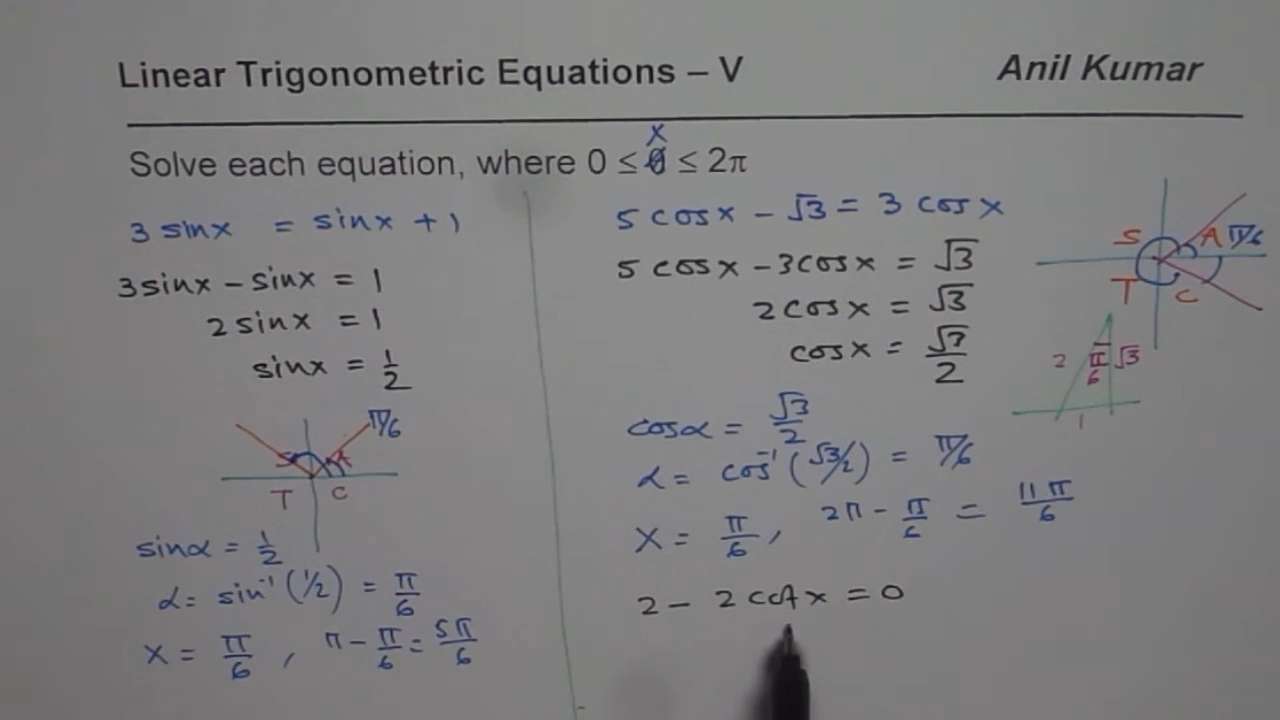 Linear Trigonometric Equations – V
Anil Kumar
x
Solve each equation, where 0 ≤ θ ≤ 2π
3 sinx = sinx + 1
3sinx - sinx = 1
2 sinx = 1
sinx = 1/2
π/6
S A
T C
sinα = 1/2
α = sin⁻¹(1/2) = π/6
x = π/6 , π - π/6 = 5π/6
5 cosx - √3 = 3 cosx
5 cosx - 3cosx = √3
2cosx = √3
cosx = √3/2
S A π/6
T C
2 π/6 √3
1
cosα = √3/2
α = cos⁻¹(√3/2) = π/6
x = π/6 , 2π - π/6 = 11π/6
2 - 2 cotx = 0